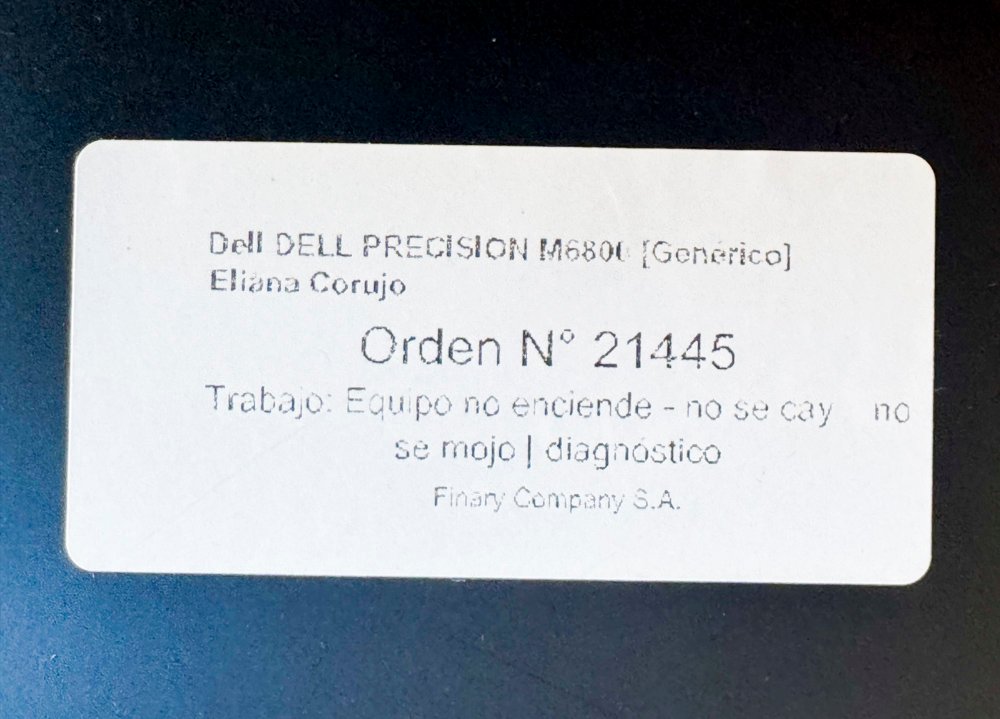 Dell DELL PRECISION M6800 [Genérico]
Eliana Corujo
Orden N° 21445
Trabajo: Equipo no enciende - no se cay no
se mojo | diagnóstico
Finary Company S.A.